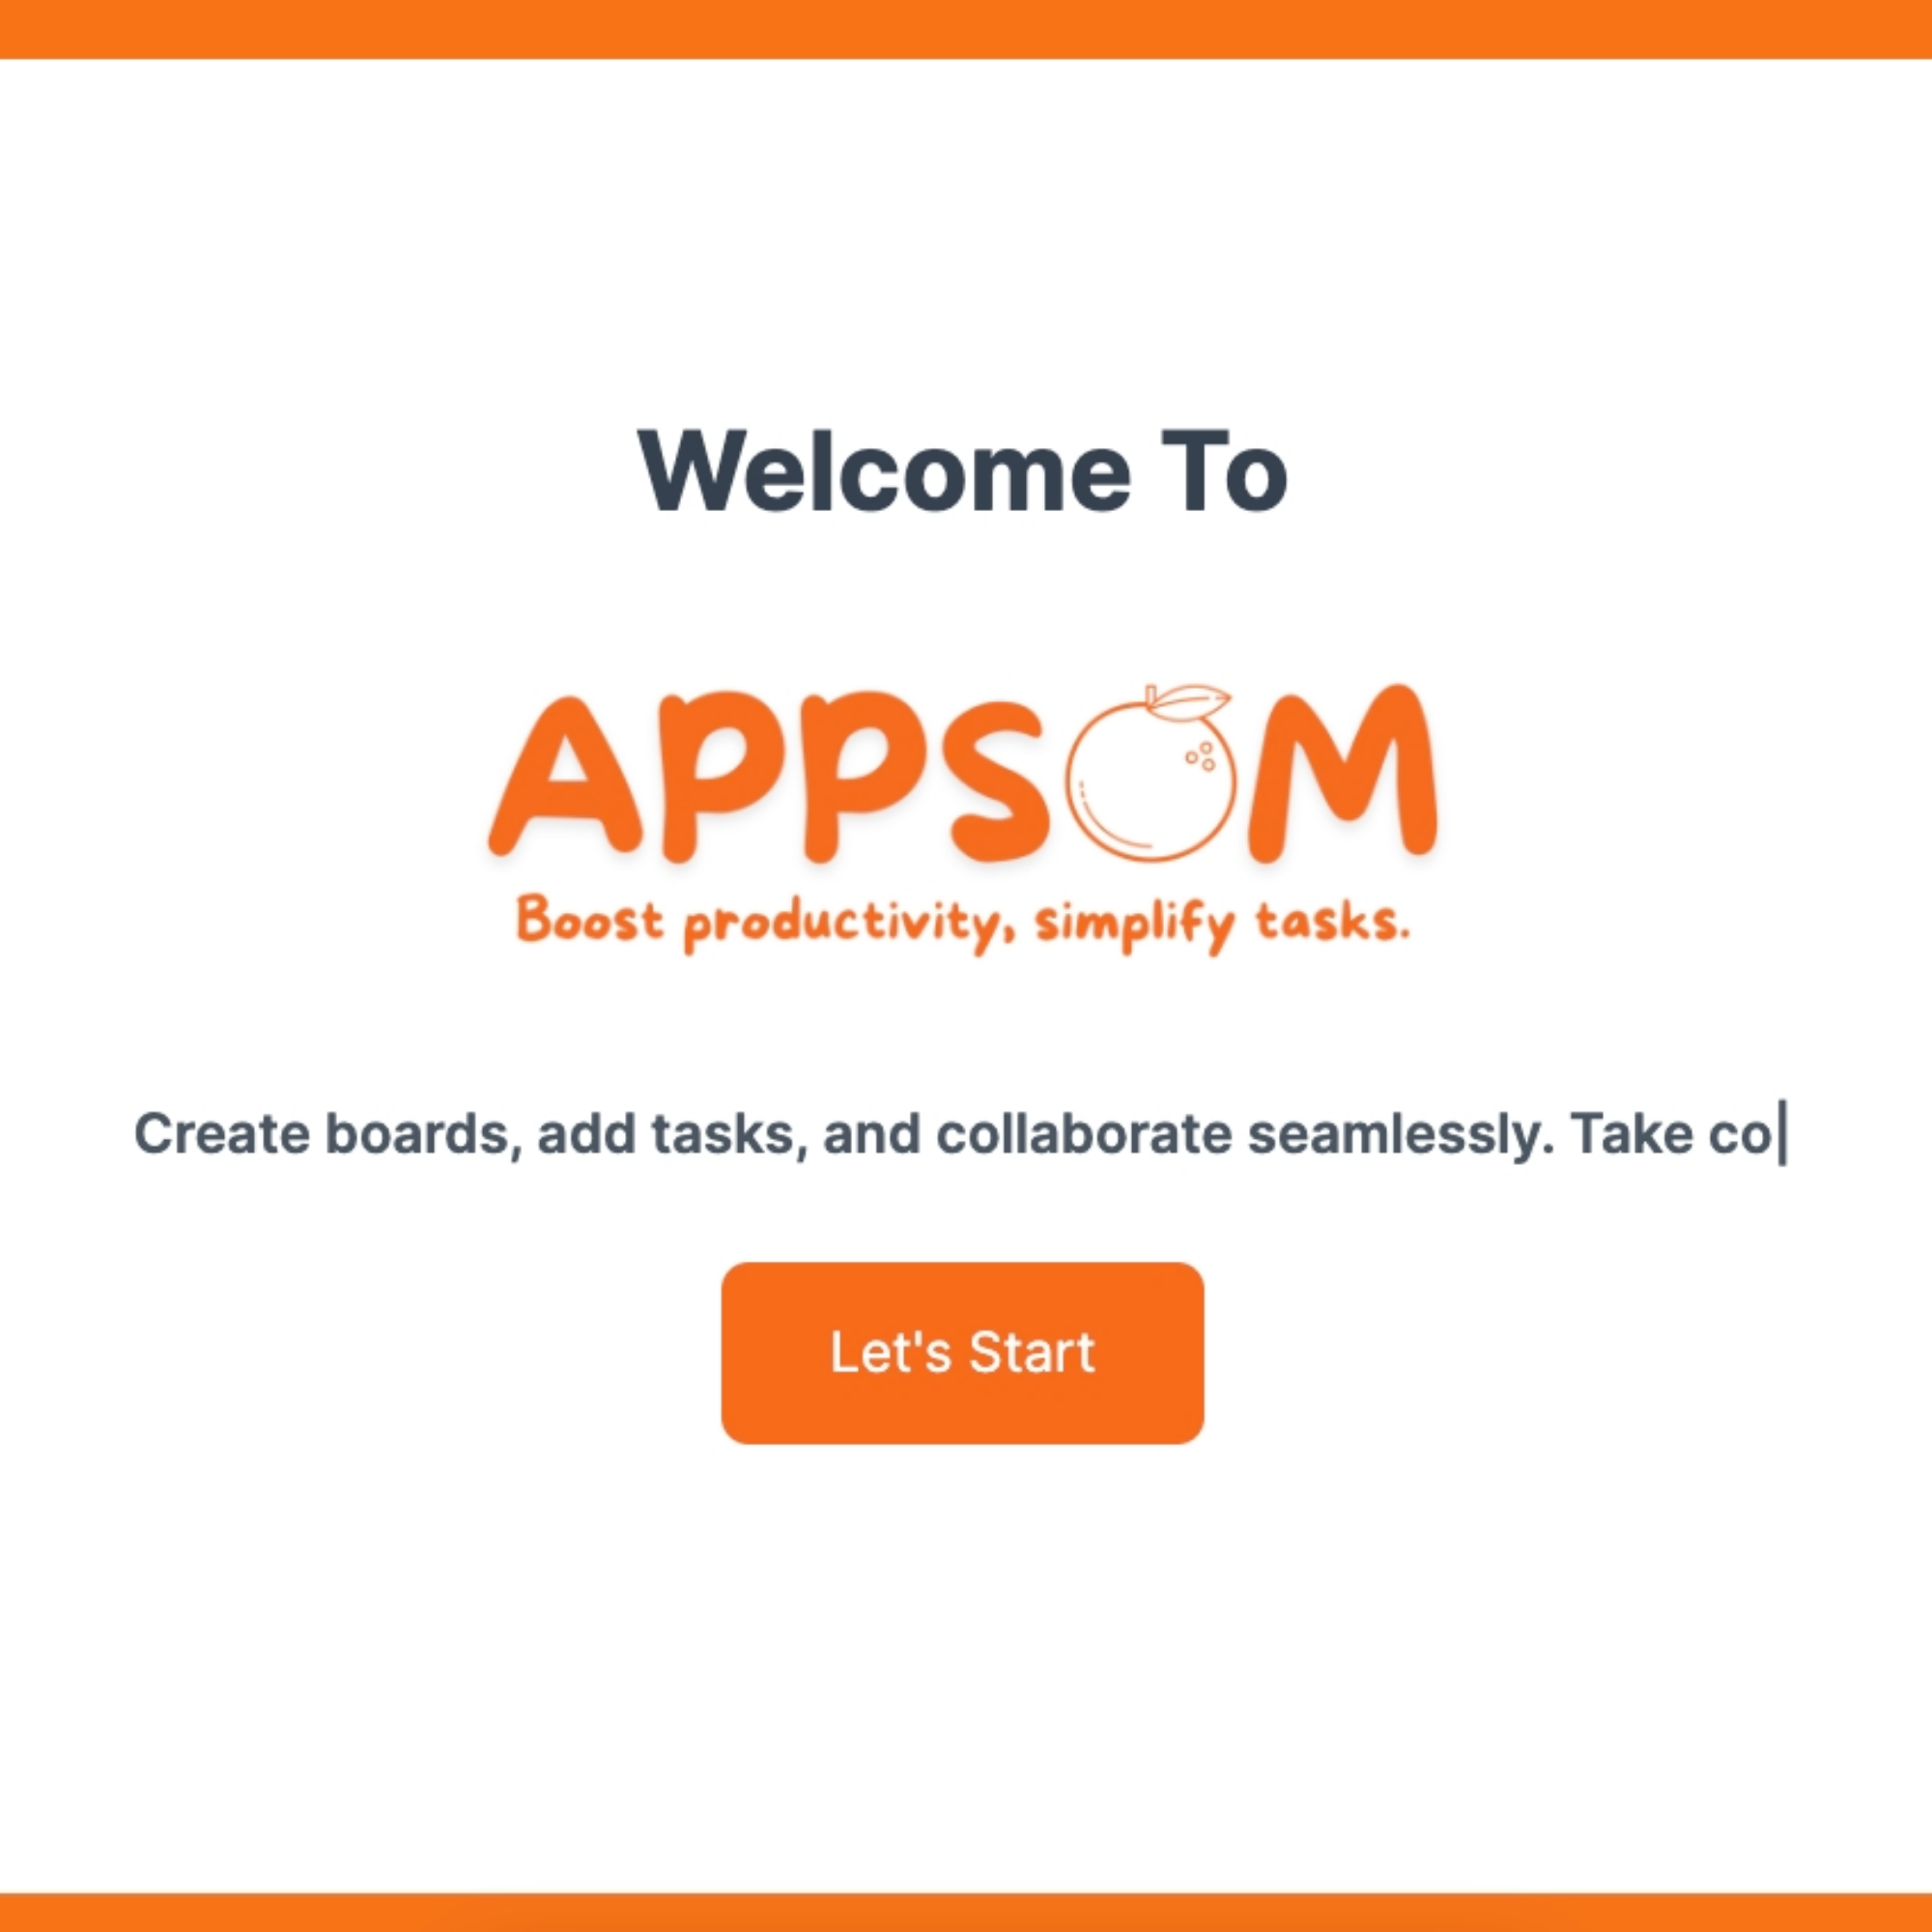 Welcome To
APPSOM
Boost productivity, simplify tasks.
Create boards, add tasks, and collaborate seamlessly. Take co
Let's Start